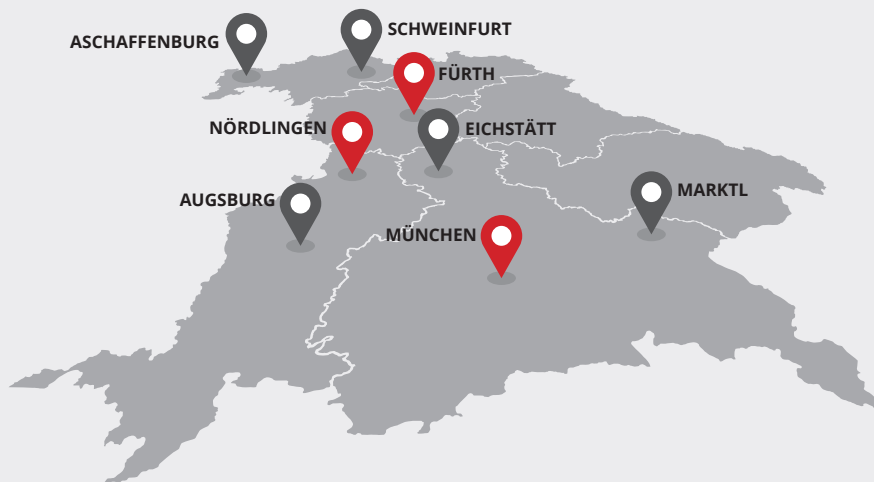 SCHWEINFURT
ASCHAFFENBURG
FÜRTH
NÖRDLINGEN
EICHSTÄTT
MARKTL
AUGSBURG
MÜNCHEN